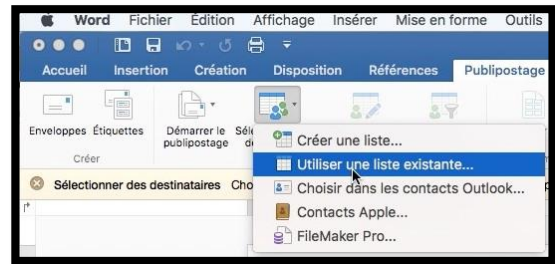 Word Fichier Édition Affichage Insérer Mise en forme Outils
Accueil Insertion Création Disposition Références Publipostage
Enveloppes Étiquettes Démarrer le publipostage
Créer
Créer une liste...
Utiliser une liste existante...
Choisir dans les contacts Outlook...
Contacts Apple...
FileMaker Pro...
Sélectionner des destinataires